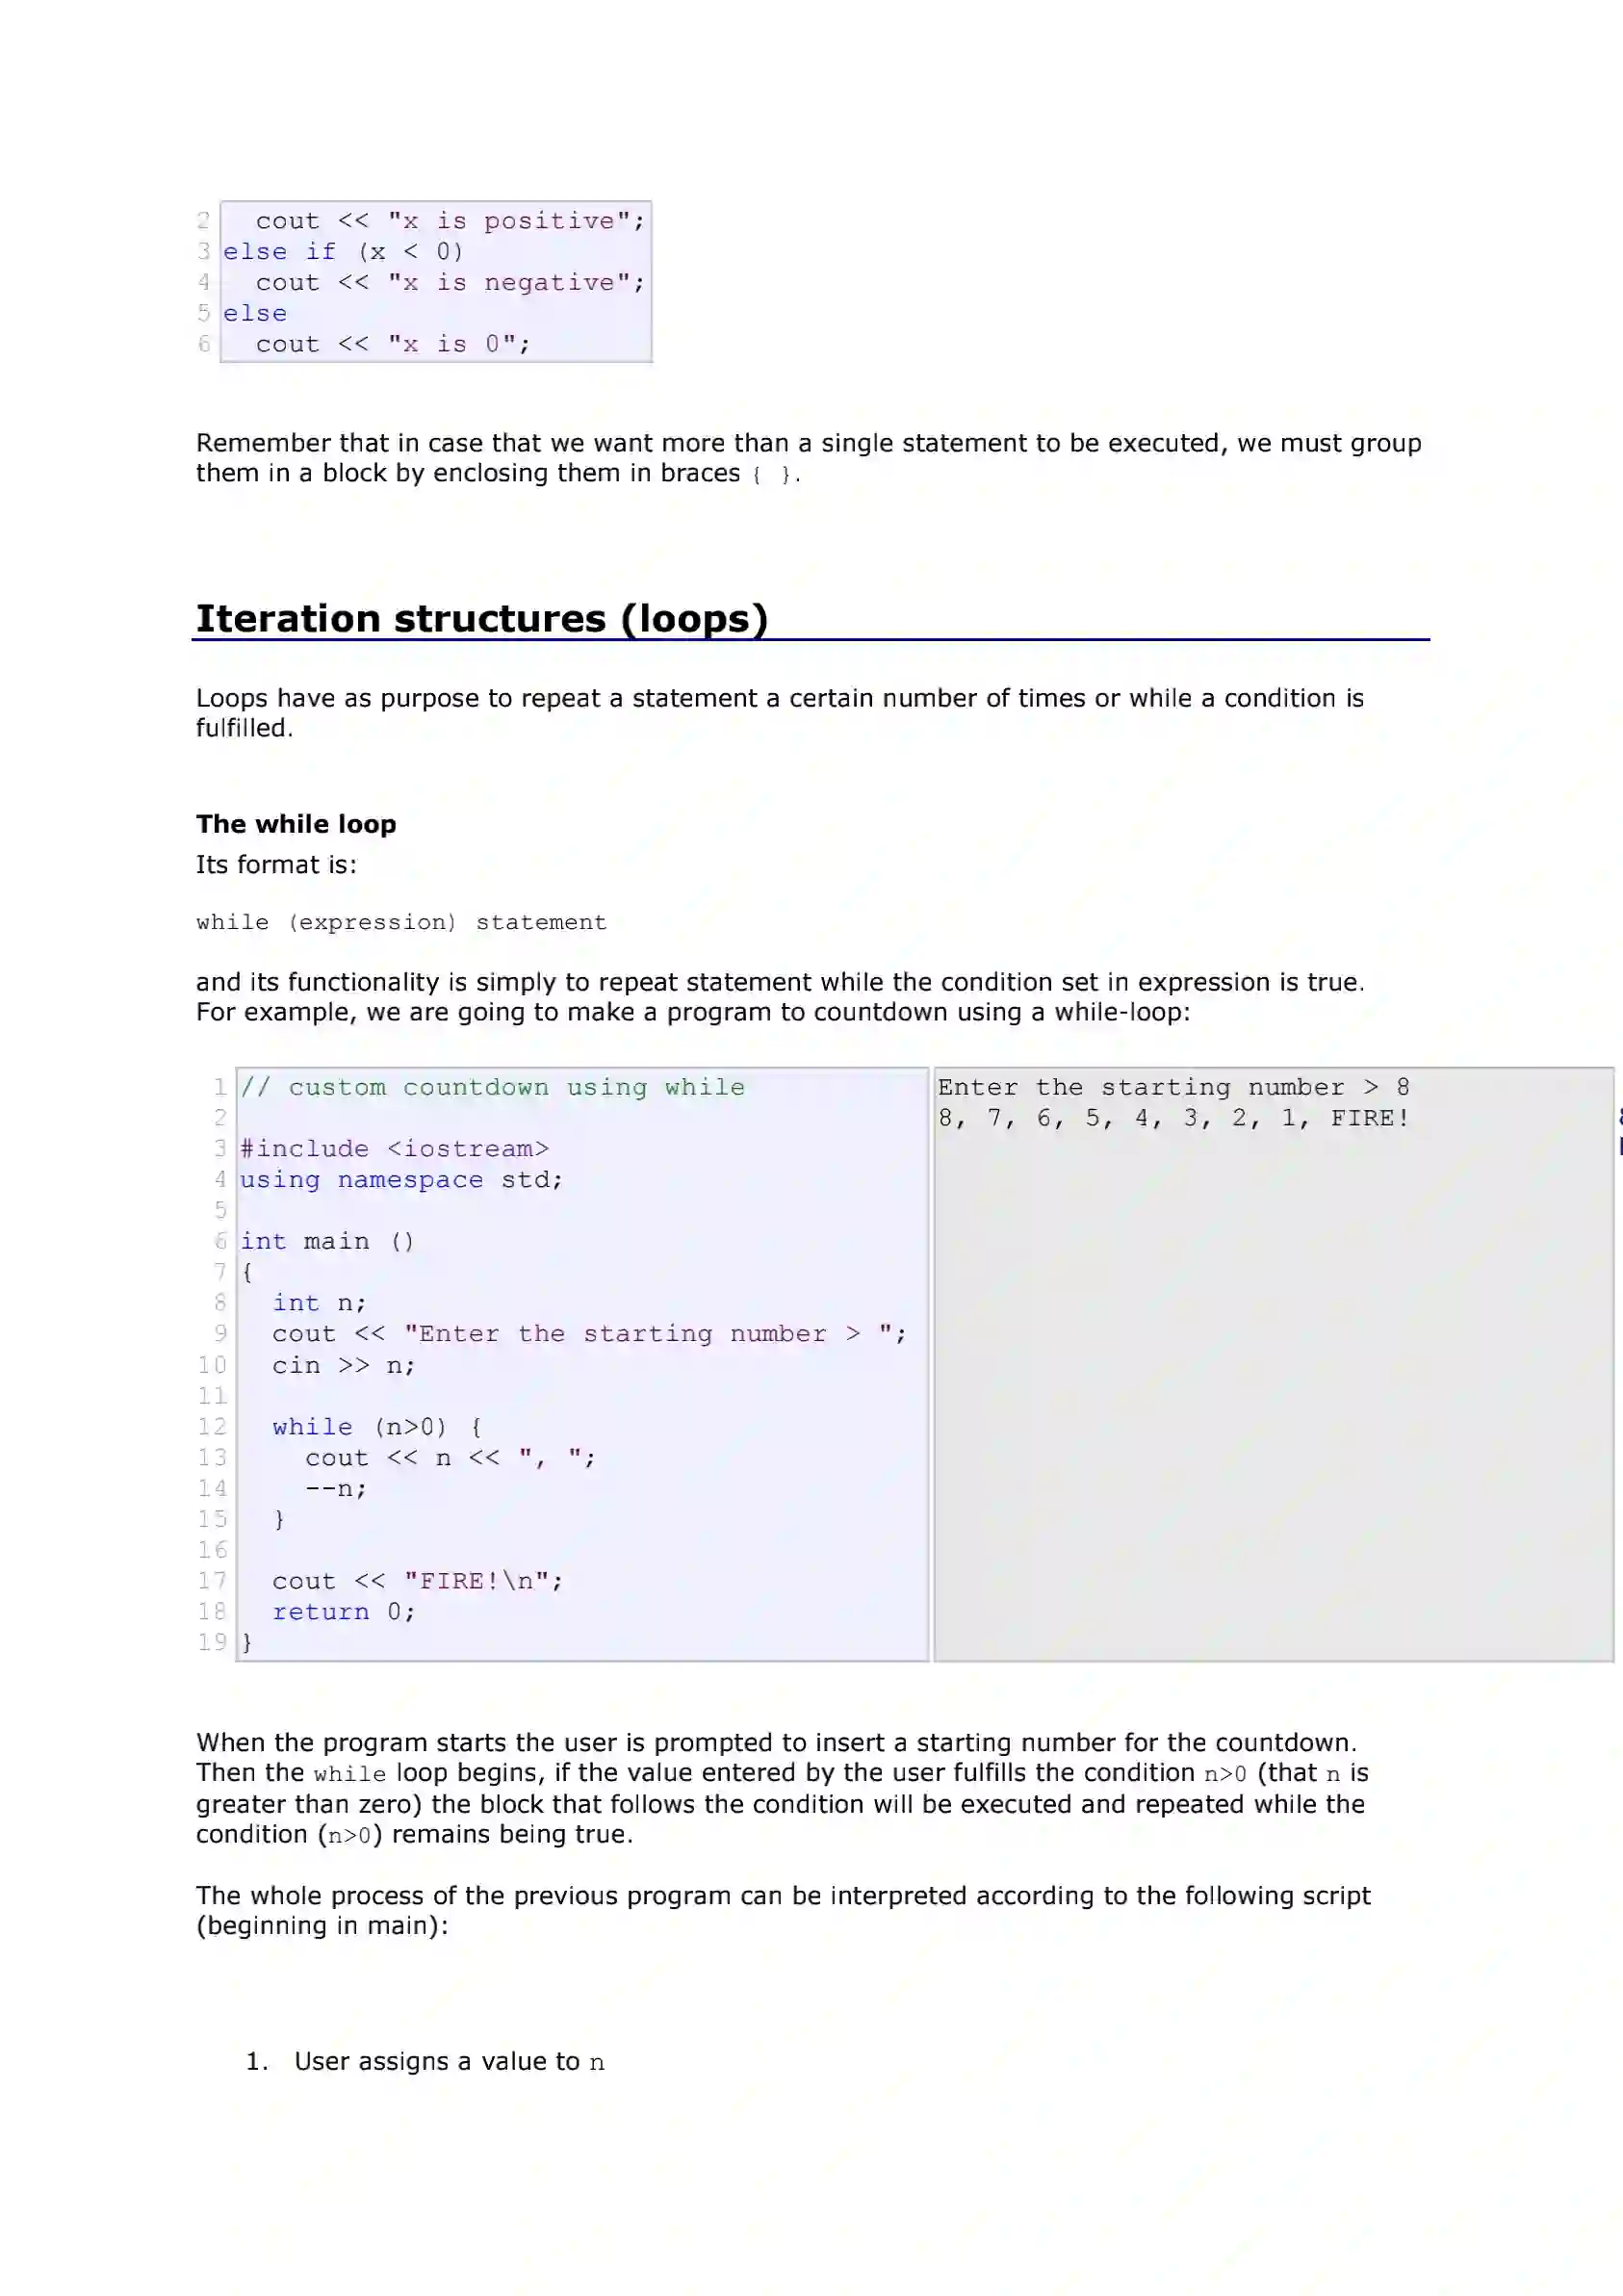 2   cout << "x is positive";
3 else if (x < 0)
4   cout << "x is negative";
5 else
6   cout << "x is 0";
Remember that in case that we want more than a single statement to be executed, we must group
them in a block by enclosing them in braces { }.
Iteration structures (loops)
Loops have as purpose to repeat a statement a certain number of times or while a condition is
fulfilled.
The while loop
Its format is:
while (expression) statement
and its functionality is simply to repeat statement while the condition set in expression is true.
For example, we are going to make a program to countdown using a while-loop:
1 // custom countdown using while
2
3 #include <iostream>
4 using namespace std;
5
6 int main ()
7 {
8   int n;
9   cout << "Enter the starting number > ";
10   cin >> n;
11
12   while (n>0) {
13     cout << n << ", ";
14     --n;
15   }
16
17   cout << "FIRE!\n";
18   return 0;
19 }
Enter the starting number > 8
8, 7, 6, 5, 4, 3, 2, 1, FIRE!
When the program starts the user is prompted to insert a starting number for the countdown.
Then the while loop begins, if the value entered by the user fulfills the condition n>0 (that n is
greater than zero) the block that follows the condition will be executed and repeated while the
condition (n>0) remains being true.
The whole process of the previous program can be interpreted according to the following script
(beginning in main):
1. User assigns a value to n